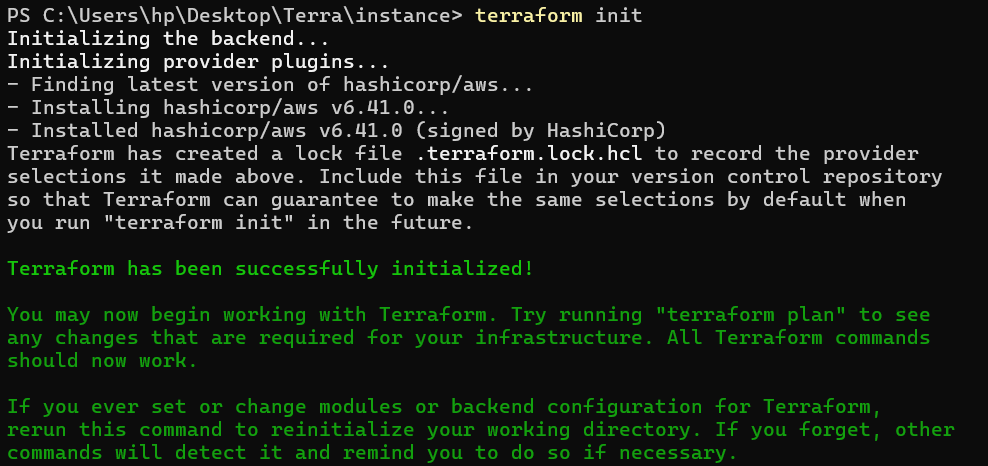 PS C:\Users\hp\Desktop\Terra\instance> terraform init
Initializing the backend...
Initializing provider plugins...
- Finding latest version of hashicorp/aws...
- Installing hashicorp/aws v6.41.0...
- Installed hashicorp/aws v6.41.0 (signed by HashiCorp)
Terraform has created a lock file .terraform.lock.hcl to record the provider
selections it made above. Include this file in your version control repository
so that Terraform can guarantee to make the same selections by default when
you run "terraform init" in the future.
Terraform has been successfully initialized!
You may now begin working with Terraform. Try running "terraform plan" to see
any changes that are required for your infrastructure. All Terraform commands
should now work.
If you ever set or change modules or backend configuration for Terraform,
rerun this command to reinitialize your working directory. If you forget, other
commands will detect it and remind you to do so if necessary.